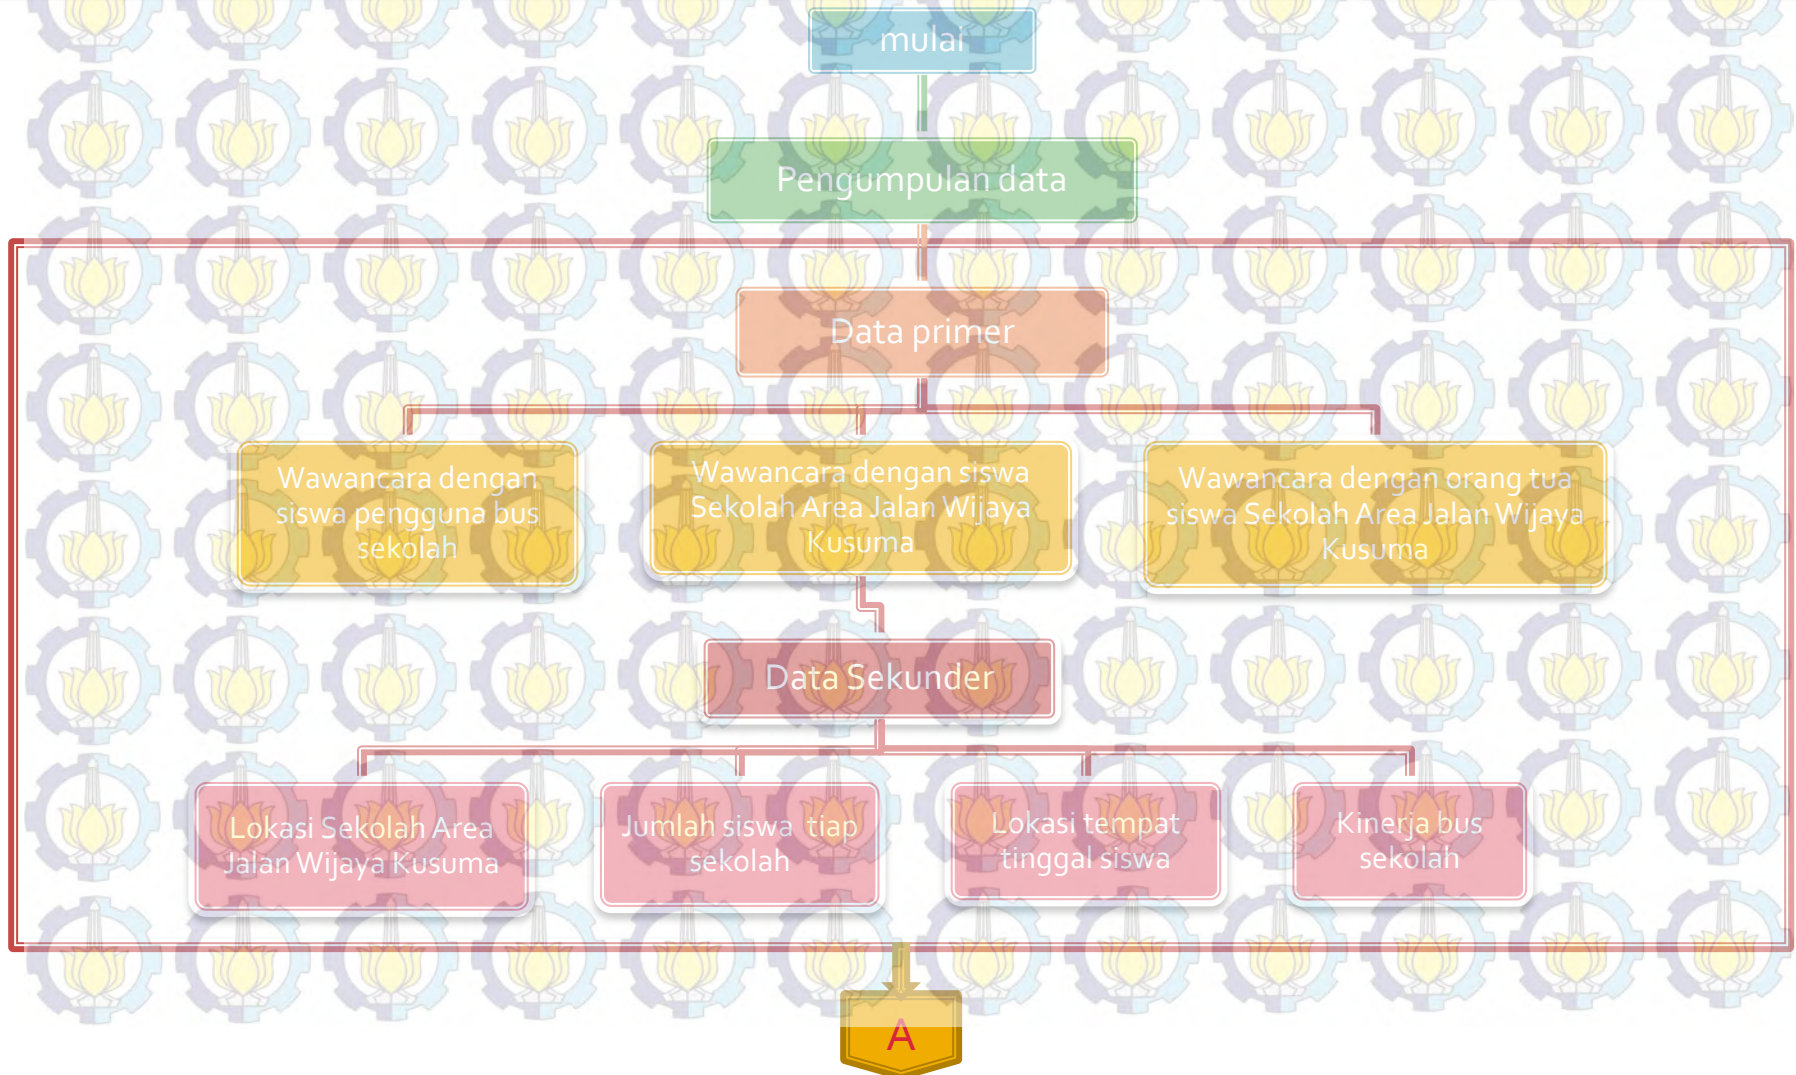 mulai
Pengumpulan data
Data primer
Wawancara dengan
siswa pengguna bus
sekolah
Wawancara dengan siswa
Sekolah Area Jalan Wijaya
Kusuma
Wawancara dengan orang tua
siswa Sekolah Area Jalan Wijaya
Kusuma
Data Sekunder
Lokasi Sekolah Area
Jalan Wijaya Kusuma
Jumlah siswa tiap
sekolah
Lokasi tempat
tinggal siswa
Kinerja bus
sekolah
A